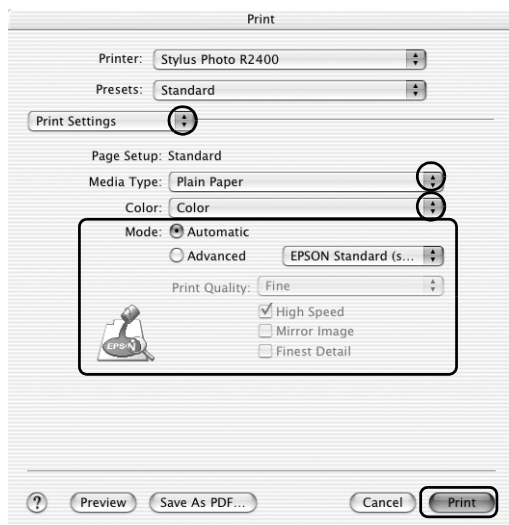 Print
Printer: Stylus Photo R2400
Presets: Standard
Print Settings
Page Setup: Standard
Media Type: Plain Paper
Color: Color
Mode: Automatic
Advanced EPSON Standard (s...
Print Quality: Fine
High Speed
Mirror Image
Finest Detail
EPSON
? Preview Save As PDF... Cancel Print